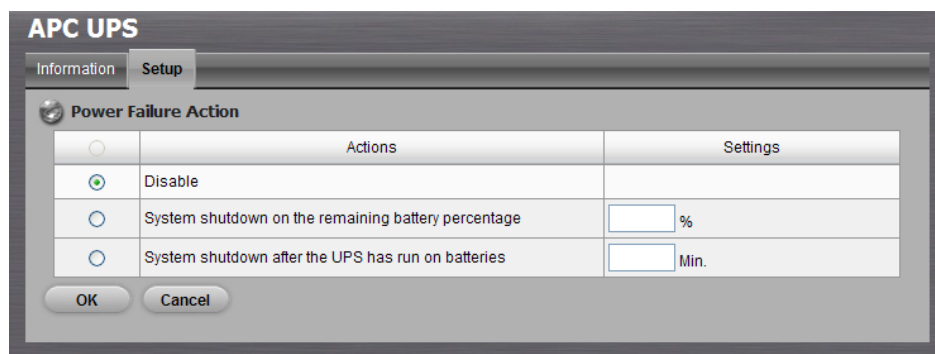 APC UPS
Information Setup
Power Failure Action
Actions Settings
Disable
System shutdown on the remaining battery percentage %
System shutdown after the UPS has run on batteries Min.
OK Cancel